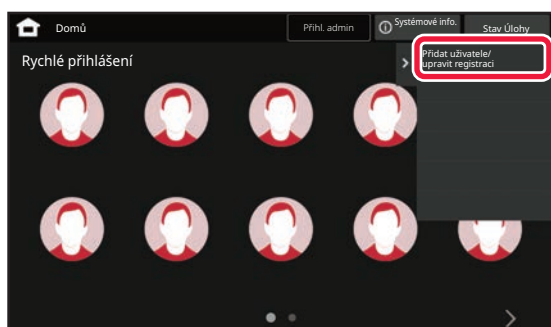 Domů
Přihl. admin
Systémové info.
Stav Úlohy
Rychlé přihlášení
Přidat uživatele/
upravit registraci